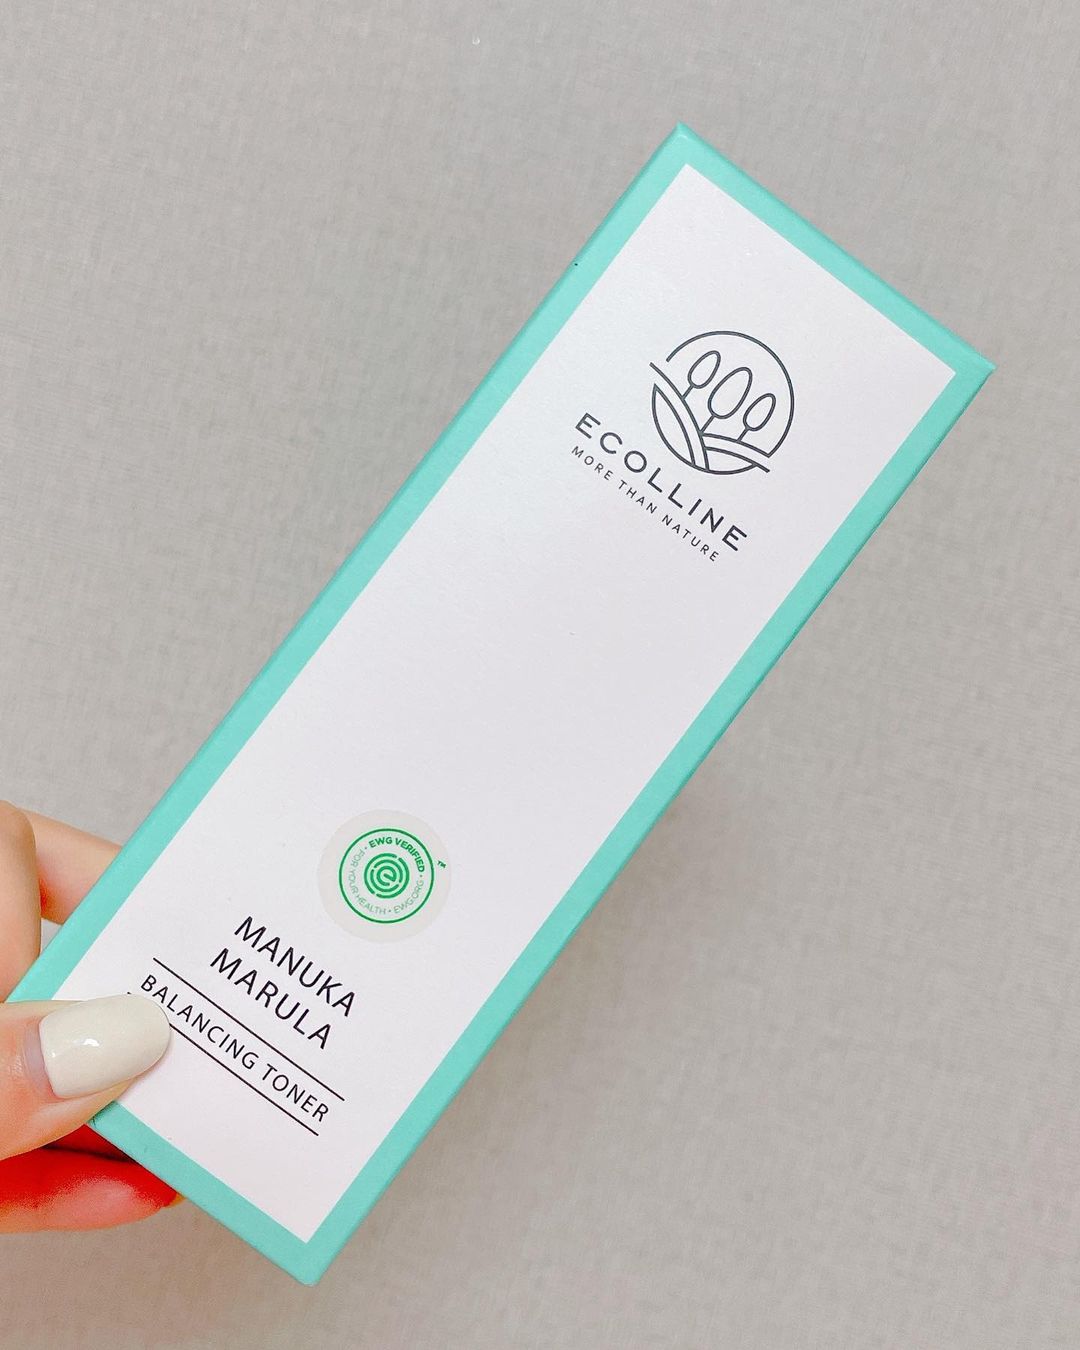 ECOLLINE
MORE THAN NATURE
EWG VERIFIED · EWG.ORG · FOR YOUR HEALTH ·
™
MANUKA
MARULA
BALANCING TONER